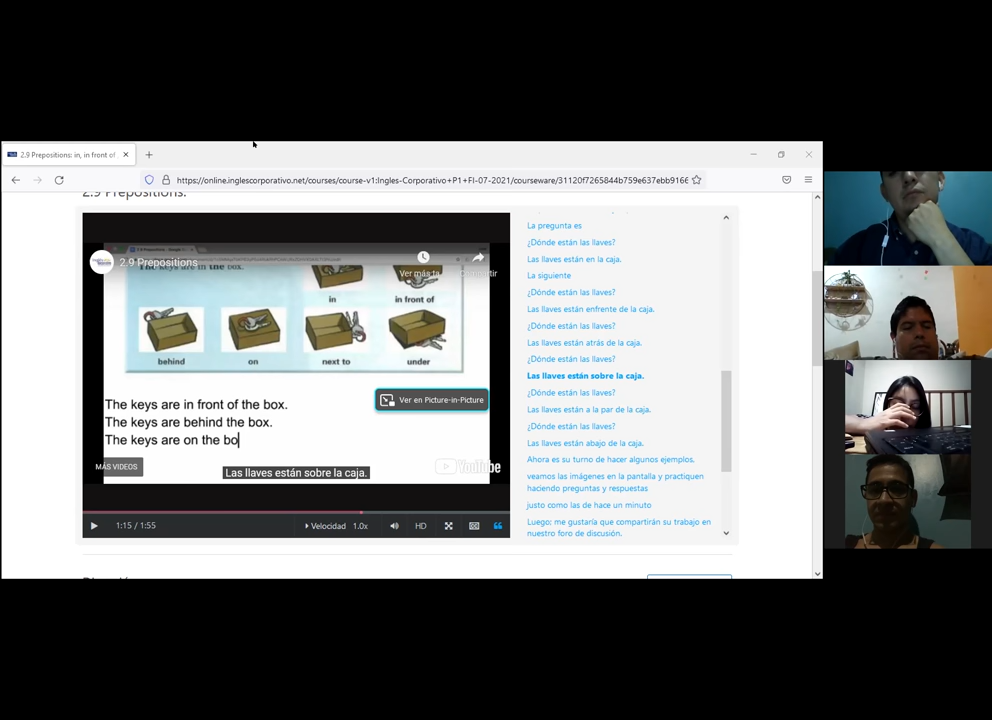 2.9 Prepositions: in, in front of
https://online.inglescorporativo.net/courses/course-v1:Ingles-Corporativo+P1+FI-07-2021/courseware/31120f7265844b759e637ebb9166
2.9 Prepositions.
2.9 Prepositions
The keys are in the box.
Ver más ta
in
in front of
behind
on
next to
under
The keys are in front of the box.
The keys are behind the box.
The keys are on the bo
Ver en Picture-in-Picture
MÁS VIDEOS
YouTube
Las llaves están sobre la caja.
1:15 / 1:55
Velocidad 1.0x
HD
La pregunta es
¿Dónde están las llaves?
Las llaves están en la caja.
La siguiente
¿Dónde están las llaves?
Las llaves están enfrente de la caja.
¿Dónde están las llaves?
Las llaves están atrás de la caja.
¿Dónde están las llaves?
Las llaves están sobre la caja.
¿Dónde están las llaves?
Las llaves están a la par de la caja.
¿Dónde están las llaves?
Las llaves están abajo de la caja.
Ahora es su turno de hacer algunos ejemplos,
veamos las imágenes en la pantalla y practiquen
haciendo preguntas y respuestas
justo como las de hace un minuto
Luego: me gustaría que compartirán su trabajo en
nuestro foro de discusión.